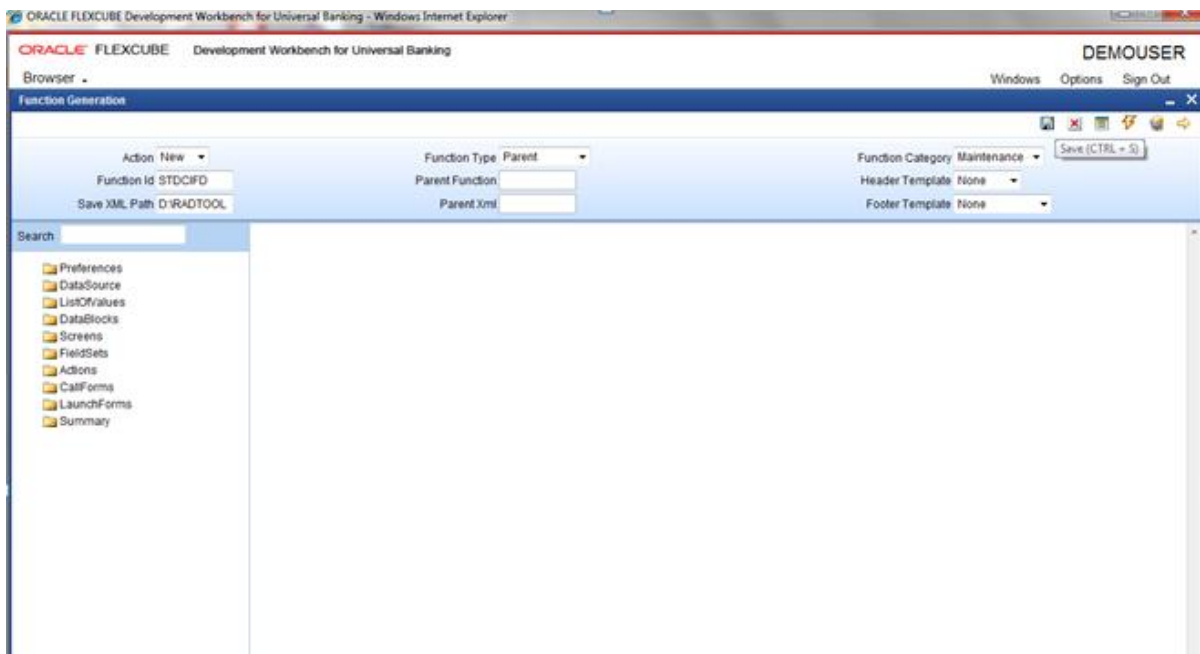 ORACLE FLEXCUBE Development Workbench for Universal Banking - Windows Internet Explorer
ORACLE FLEXCUBE Development Workbench for Universal Banking DEMOUSER
Browser Windows Options Sign Out
Function Generation
Save (CTRL + S)
Action New Function Type Parent Function Category Maintenance
Function Id STDCIFD Parent Function Header Template None
Save XML Path D:\RADTOOL Parent Xml Footer Template None
Search
Preferences
DataSource
ListOfValues
DataBlocks
Screens
FieldSets
Actions
CallForms
LaunchForms
Summary